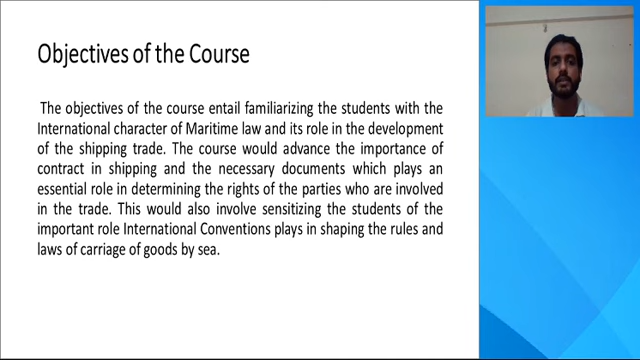 Objectives of the Course
The objectives of the course entail familiarizing the students with the
International character of Maritime law and its role in the development
of the shipping trade. The course would advance the importance of
contract in shipping and the necessary documents which plays an
essential role in determining the rights of the parties who are involved
in the trade. This would also involve sensitizing the students of the
important role International Conventions plays in shaping the rules and
laws of carriage of goods by sea.